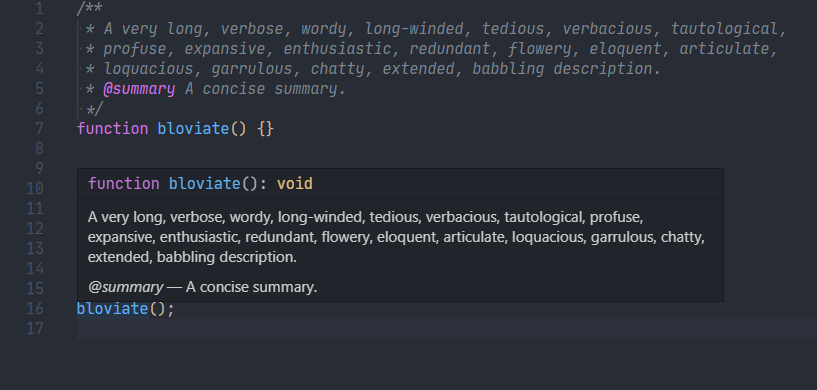 1 /**
2  * A very long, verbose, wordy, long-winded, tedious, verbacious, tautological,
3  * profuse, expansive, enthusiastic, redundant, flowery, eloquent, articulate,
4  * loquacious, garrulous, chatty, extended, babbling description.
5  * @summary A concise summary.
6  */
7 function bloviate() {}
8
9
10 function bloviate(): void
11 A very long, verbose, wordy, long-winded, tedious, verbacious, tautological, profuse,
12 expansive, enthusiastic, redundant, flowery, eloquent, articulate, loquacious, garrulous, chatty,
13 extended, babbling description.
14
15 @summary — A concise summary.
16 bloviate();
17